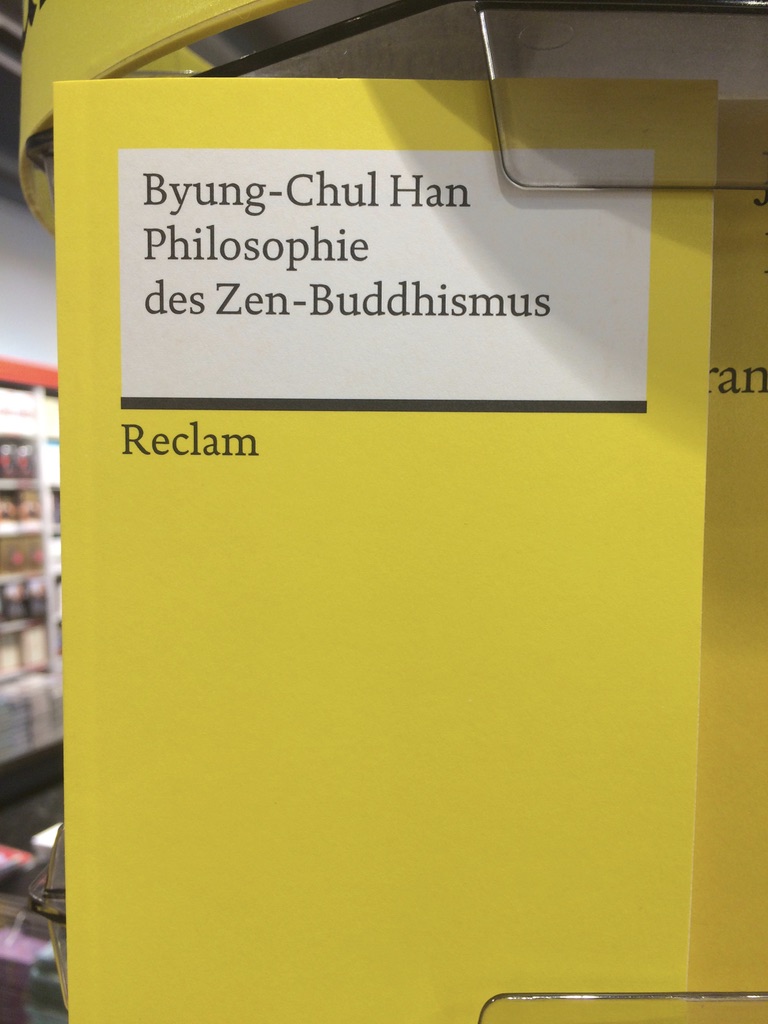 Byung-Chul Han
Philosophie
des Zen-Buddhismus
Reclam